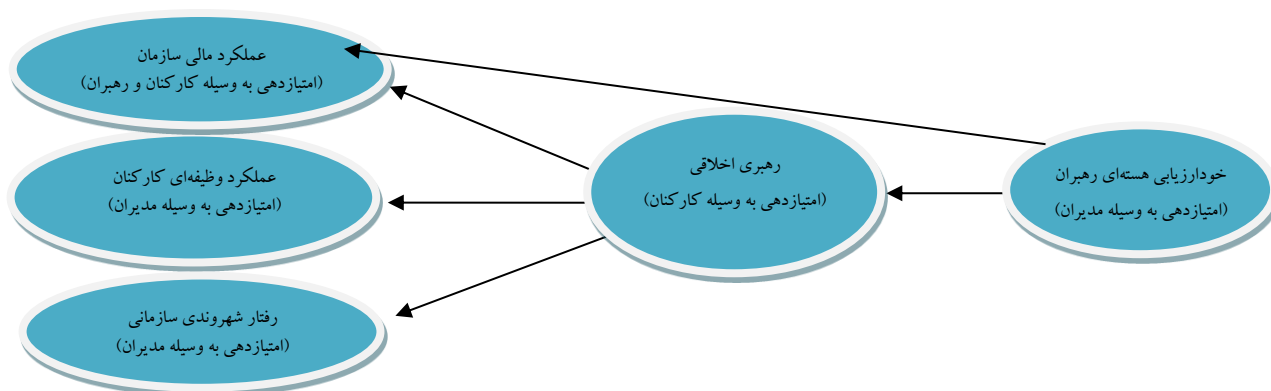 عملکرد مالی سازمان
(امتیازدهی به وسیله کارکنان و رهبران)
رهبری اخلاقی
(امتیازدهی به وسیله کارکنان)
خودارزیابی هسته‌ای رهبران
(امتیازدهی به وسیله مدیران)
عملکرد وظیفه‌ای کارکنان
(امتیازدهی به وسیله مدیران)
رفتار شهروندی سازمانی
(امتیازدهی به وسیله مدیران)